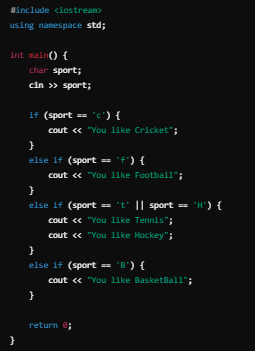 #include <iostream>
using namespace std;
int main() {
    char sport;
    cin >> sport;
    if (sport == 'c') {
        cout << "You like Cricket";
    }
    else if (sport == 'f') {
        cout << "You like Football";
    }
    else if (sport == 't' || sport == 'H') {
        cout << "You like Tennis";
        cout << "You like Hockey";
    }
    else if (sport == 'B') {
        cout << "You like BasketBall";
    }
    return 0;
}